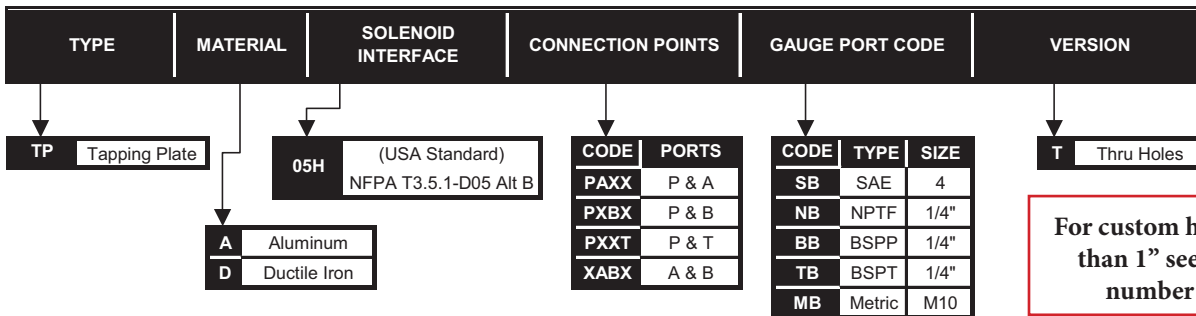 TYPE MATERIAL SOLENOID INTERFACE CONNECTION POINTS GAUGE PORT CODE VERSION
TP Tapping Plate
A Aluminum
D Ductile Iron
05H (USA Standard)
NFPA T3.5.1-D05 Alt B
CODE PORTS
PAXX P & A
PXBX P & B
PXXT P & T
XABX A & B
CODE TYPE SIZE
SB SAE 4
NB NPTF 1/4"
BB BSPP 1/4"
TB BSPT 1/4"
MB Metric M10
T Thru Holes
For custom h
than 1” see
number